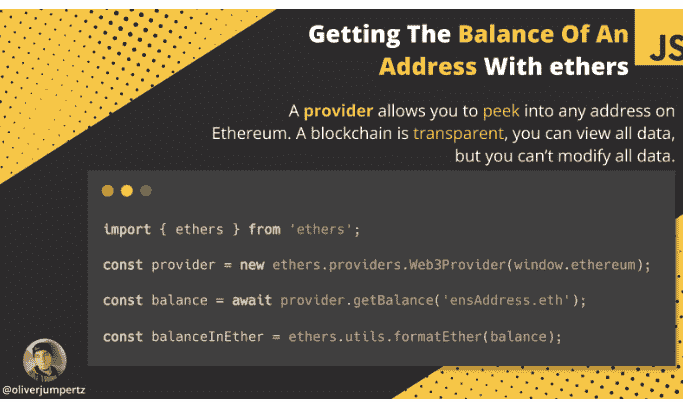 Getting The Balance Of An
Address With ethers
JS
A provider allows you to peek into any address on
Ethereum. A blockchain is transparent, you can view all data,
but you can't modify all data.
import { ethers } from 'ethers';
const provider = new ethers.providers.Web3Provider(window.ethereum);
const balance = await provider.getBalance('ensAddress.eth');
const balanceInEther = ethers.utils.formatEther(balance);
@oliverjumpertz